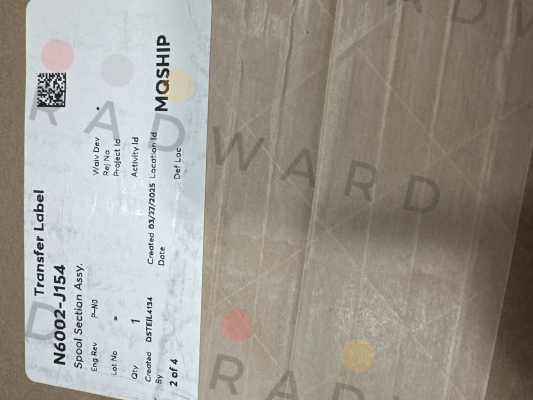 Transfer Label
N6002-J154
Spool Section Assy.
Eng Rev P-N0 Waiv Dev *
Rej No
Lot No * Project Id
Qty 1 Activity Id
Created By DSTEIL4134 Created Date 03/27/2025 Location Id MQSHIP
2 of 4 Def Loc
RADWARD
RADWARD